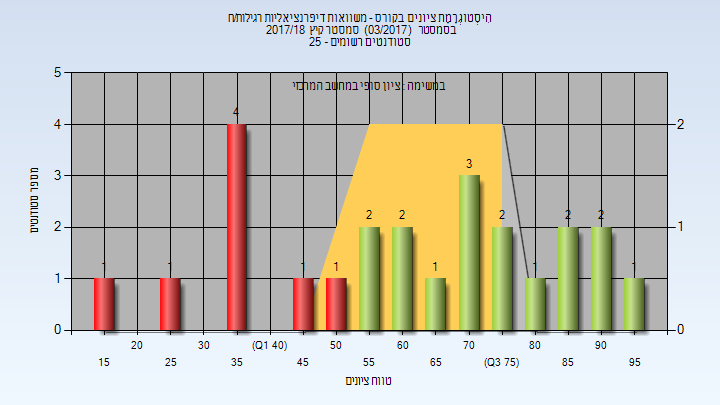 היסטוגרמת ציונים בקורס - משוואות דיפרנציאליות רגילות/ח
בסמסטר (03/2017) סמסטר קיץ 2017/18
סטודנטים רשומים - 25
במשימה : ציון סופי במחשב המרכזי
מספר סטודנטים
5
4
3
2
1
0
2
1
0
1
1
4
1
1
2
2
1
3
2
1
2
2
1
20 30 (Q1 40) 50 60 70 80 90
15 25 35 45 55 65 (Q3 75) 85 95
טווח ציונים